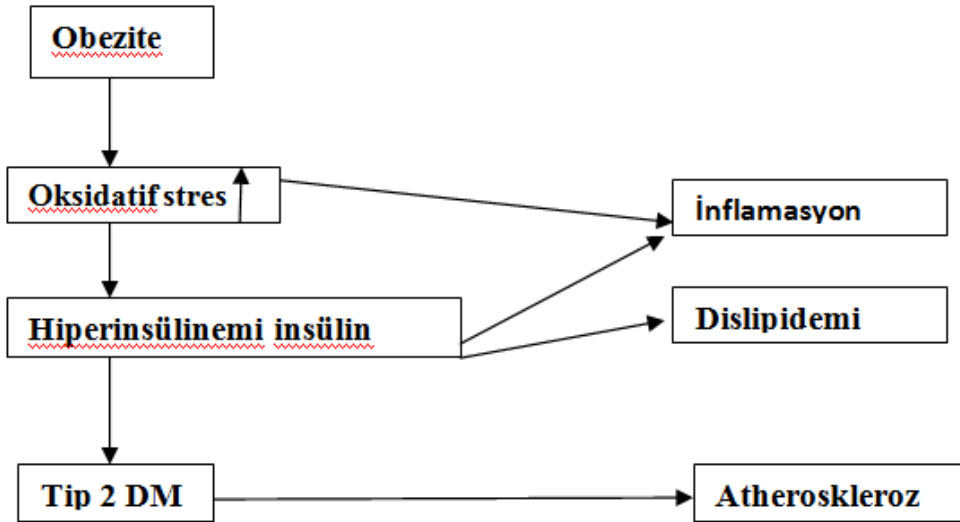 Obezite
Oksidatif stres
İnflamasyon
Hiperinsülinemi insülin
Dislipidemi
Tip 2 DM
Atheroskleroz